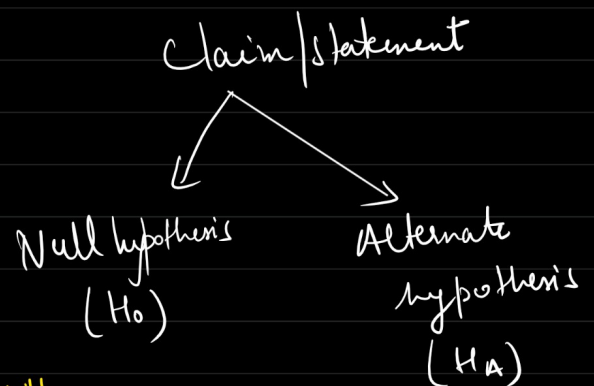 Claim/statement
Null hypothesis
(H0)
Alternate
hypothesis
(HA)